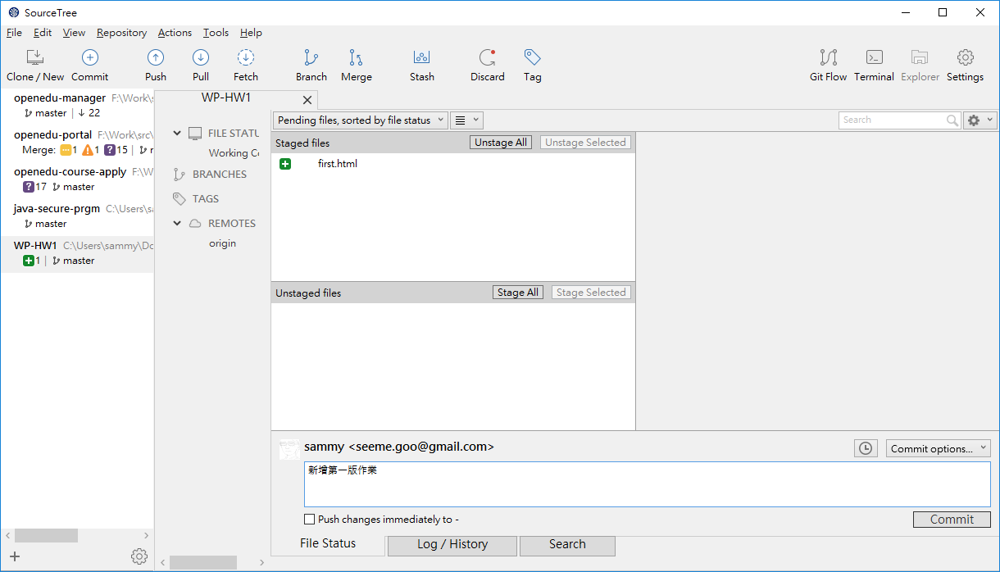 SourceTree
File Edit View Repository Actions Tools Help
Clone / New Commit Push Pull Fetch Branch Merge Stash Discard Tag Git Flow Terminal Explorer Settings
openedu-manager F:\Work\
master | ↓ 22
openedu-portal F:\Work\src\
Merge: 1 1 ? 15 |
openedu-course-apply F:\W
? 17 master
java-secure-prgm C:\Users\sa
master
WP-HW1 C:\Users\sammy\Do
+ 1 | master
WP-HW1
FILE STATU
Working Co
BRANCHES
TAGS
REMOTES
origin
Pending files, sorted by file status
Search
Staged files Unstage All Unstage Selected
first.html
Unstaged files Stage All Stage Selected
sammy <seeme.goo@gmail.com>
Commit options...
新增第一版作業
Push changes immediately to -
Commit
File Status Log / History Search